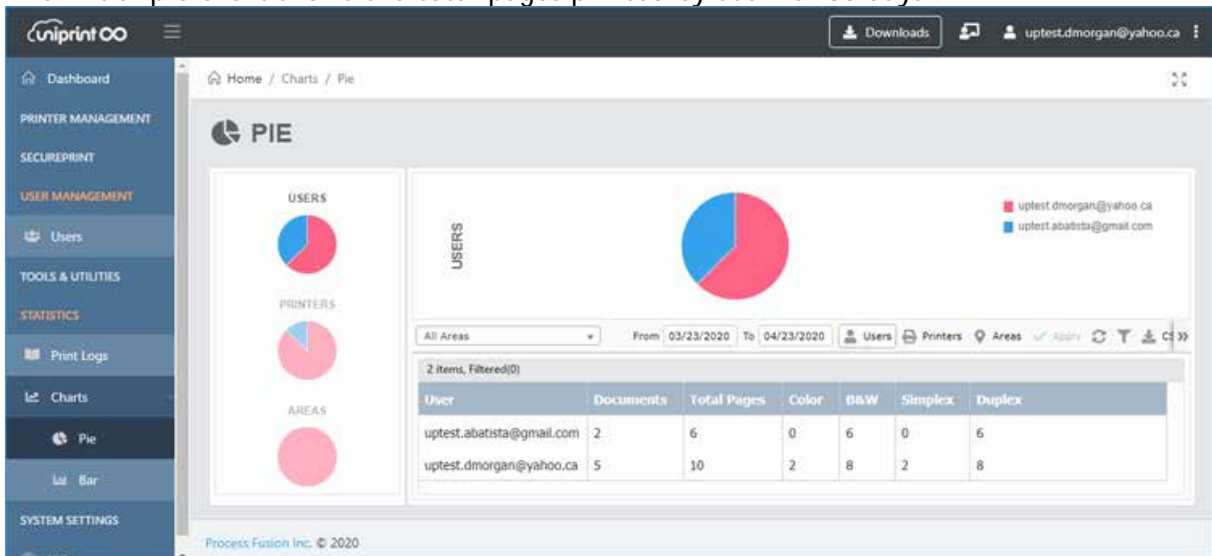 uniprint
Downloads
uptest.dmorgan@yahoo.ca
Dashboard
Home / Charts / Pie
PRINTER MANAGEMENT
PIE
SECUREPRINT
USER MANAGEMENT
Users
TOOLS & UTILITIES
STATISTICS
Print Logs
Charts
Pie
Bar
SYSTEM SETTINGS
USERS
PRINTERS
AREAS
USERS
uptest.dmorgan@yahoo.ca
uptest.abatista@gmail.com
All Areas From 03/23/2020 To 04/23/2020 Users Printers Areas Apply
2 items, Filtered(0)
User Documents Total Pages Color B&W Simplex Duplex
uptest.abatista@gmail.com 2 6 0 6 0 6
uptest.dmorgan@yahoo.ca 5 10 2 8 2 8
Process Fusion Inc. © 2020